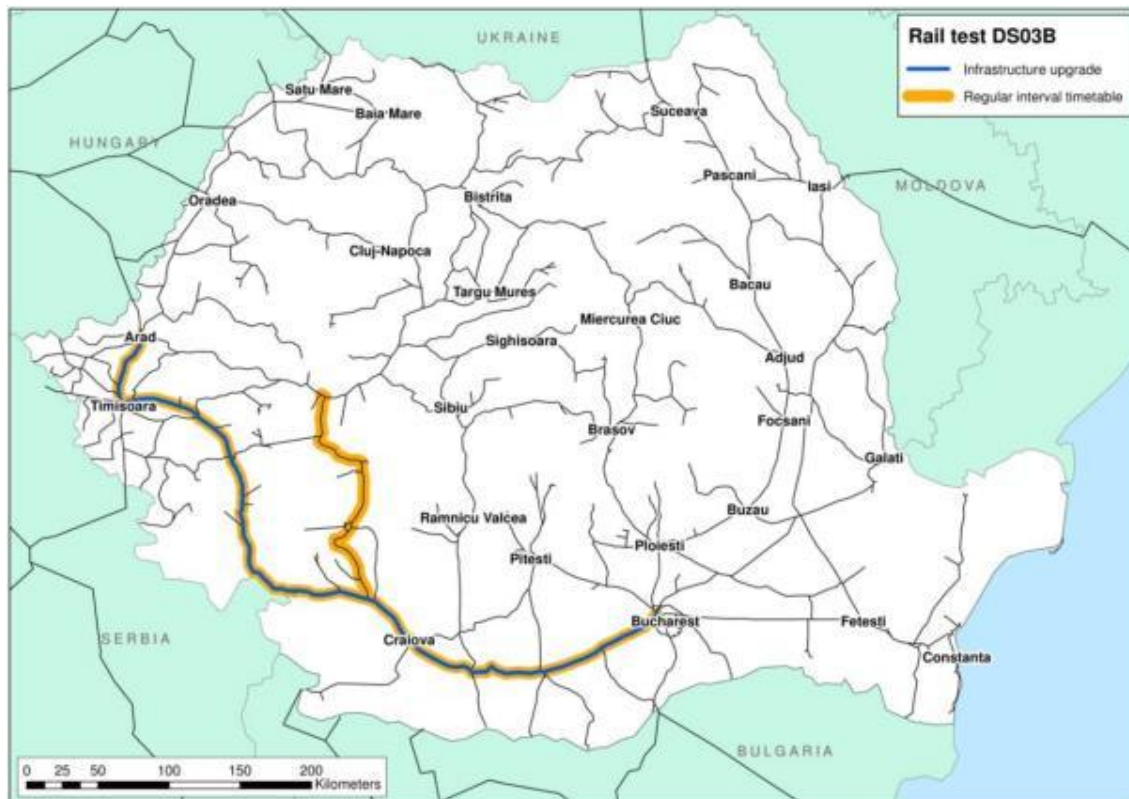 UKRAINE
Rail test DS03B
Infrastructure upgrade
Regular interval timetable
Satu Mare
Baia Mare
Suceava
HUNGARY
Pascani
Iasi
MOLDOVA
Oradea
Bistrita
Cluj-Napoca
Targu Mures
Bacau
Miercurea Ciuc
Arad
Sighisoara
Adjud
Timisoara
Sibiu
Brasov
Focsani
Galati
Ramnicu Valcea
Buzau
Pitesti
Ploiesti
SERBIA
Craiova
Bucharest
Fetesti
Constanta
BULGARIA
0 25 50 100 150 200
Kilometers